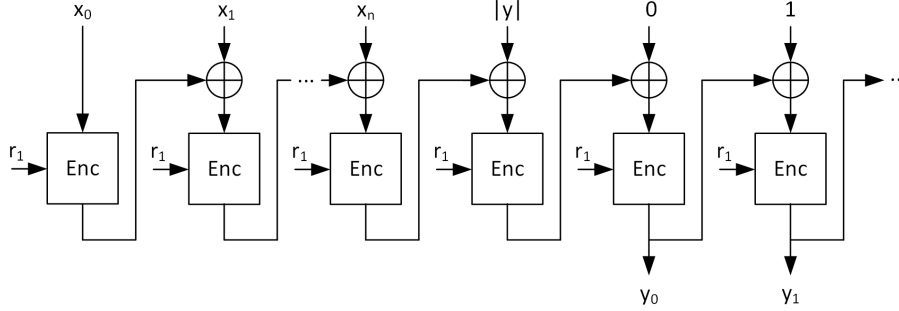 x0 x1 xn |y| 0 1
... ...
r1 Enc r1 Enc r1 Enc r1 Enc r1 Enc r1 Enc
y0 y1